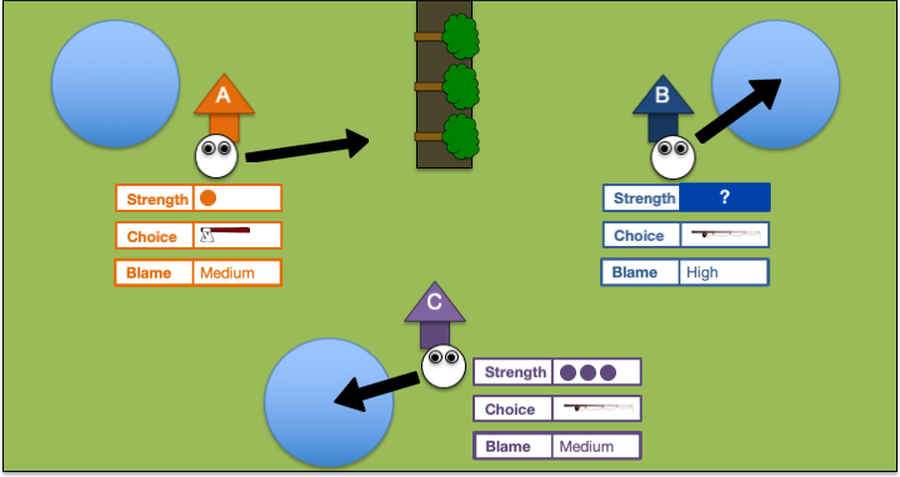 A
B
Strength
Choice
Blame Medium
Strength ?
Choice
Blame High
C
Strength
Choice
Blame Medium